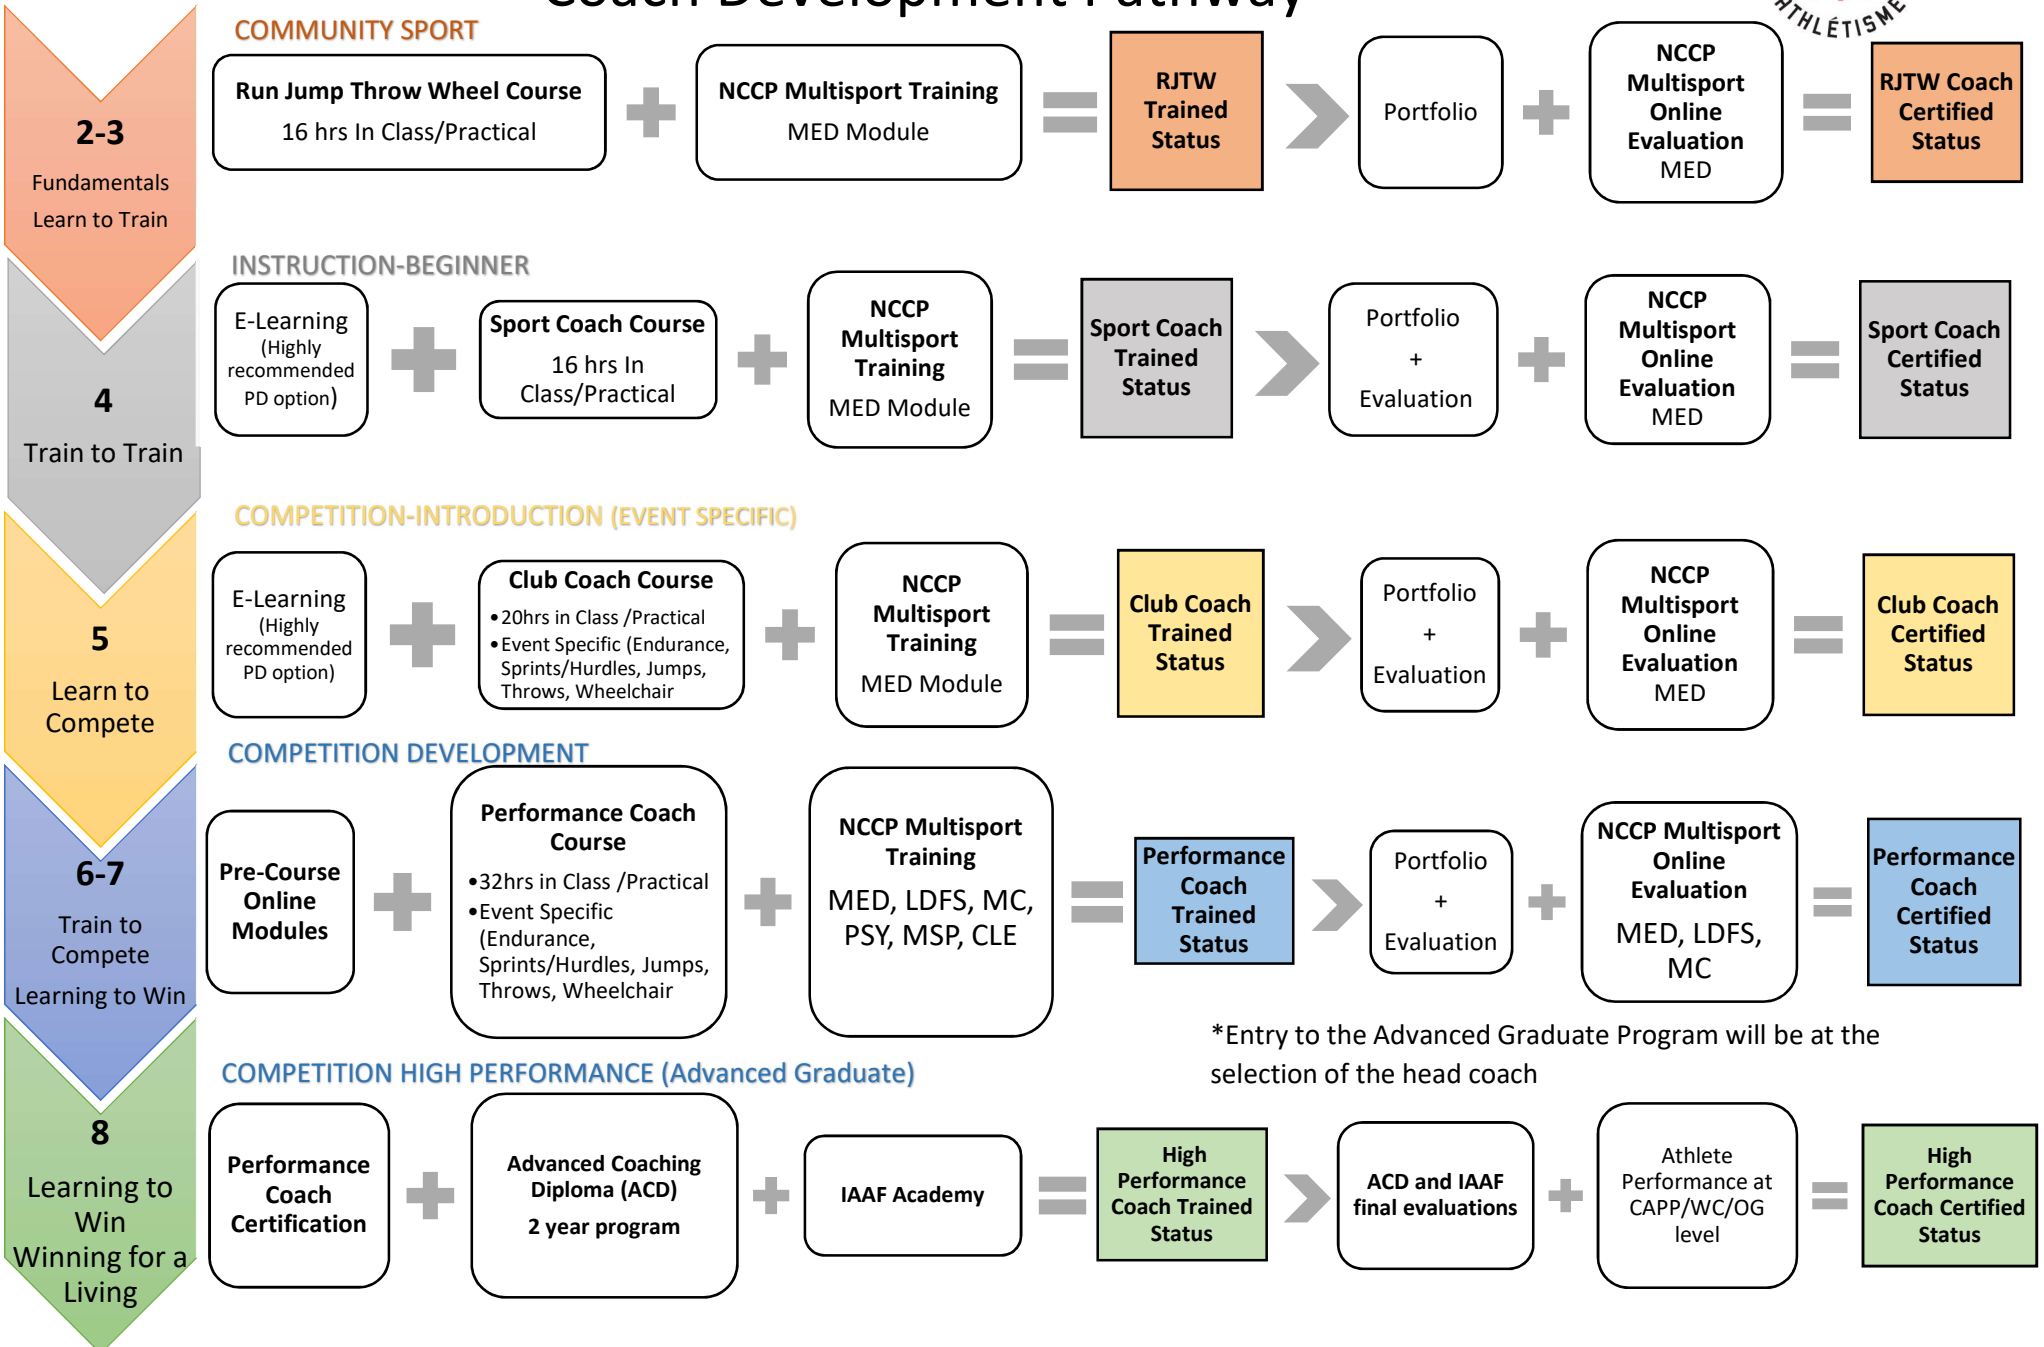 Coach Development Pathway
ATHLÉTISME
COMMUNITY SPORT
2-3
Fundamentals
Learn to Train
Run Jump Throw Wheel Course
16 hrs In Class/Practical
NCCP Multisport Training
MED Module
RJTW
Trained
Status
Portfolio
NCCP
Multisport
Online
Evaluation
MED
RJTW Coach
Certified
Status
INSTRUCTION-BEGINNER
4
Train to Train
E-Learning
(Highly
recommended
PD option)
Sport Coach Course
16 hrs In
Class/Practical
NCCP
Multisport
Training
MED Module
Sport Coach
Trained
Status
Portfolio
+
Evaluation
NCCP
Multisport
Online
Evaluation
MED
Sport Coach
Certified
Status
COMPETITION-INTRODUCTION (EVENT SPECIFIC)
5
Learn to
Compete
E-Learning
(Highly
recommended
PD option)
Club Coach Course
•20hrs in Class /Practical
•Event Specific (Endurance,
Sprints/Hurdles, Jumps,
Throws, Wheelchair
NCCP
Multisport
Training
MED Module
Club Coach
Trained
Status
Portfolio
+
Evaluation
NCCP
Multisport
Online
Evaluation
MED
Club Coach
Certified
Status
COMPETITION DEVELOPMENT
6-7
Train to
Compete
Learning to Win
Pre-Course
Online
Modules
Performance Coach
Course
•32hrs in Class /Practical
•Event Specific
(Endurance,
Sprints/Hurdles, Jumps,
Throws, Wheelchair
NCCP Multisport
Training
MED, LDFS, MC,
PSY, MSP, CLE
Performance
Coach
Trained
Status
Portfolio
+
Evaluation
NCCP Multisport
Online
Evaluation
MED, LDFS,
MC
Performance
Coach
Certified
Status
*Entry to the Advanced Graduate Program will be at the
selection of the head coach
COMPETITION HIGH PERFORMANCE (Advanced Graduate)
8
Learning to
Win
Winning for a
Living
Performance
Coach
Certification
Advanced Coaching
Diploma (ACD)
2 year program
IAAF Academy
High
Performance
Coach Trained
Status
ACD and IAAF
final evaluations
Athlete
Performance at
CAPP/WC/OG
level
High
Performance
Coach Certified
Status